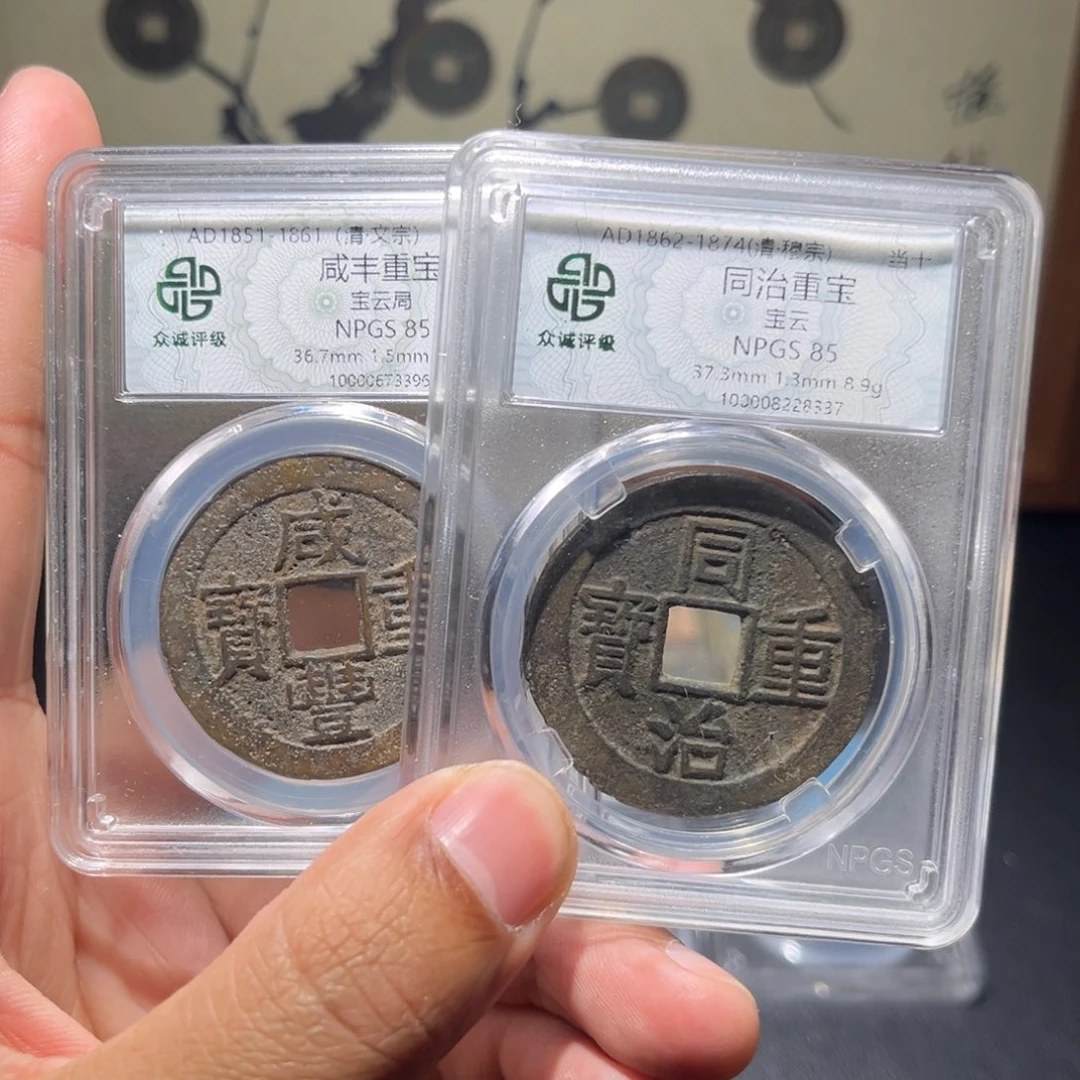 AD1851-1861 (清·文宗)
咸丰重宝
宝云局
NPGS 85
36.7mm 1.5mm
10000673396
众诚评级
咸
豐
重
寶
AD1862-1874(清·穆宗) 当十
同治重宝
宝云
NPGS 85
37.3mm 1.3mm 8.9g
100008228337
众诚评级
同
治
重
寶
NPGS